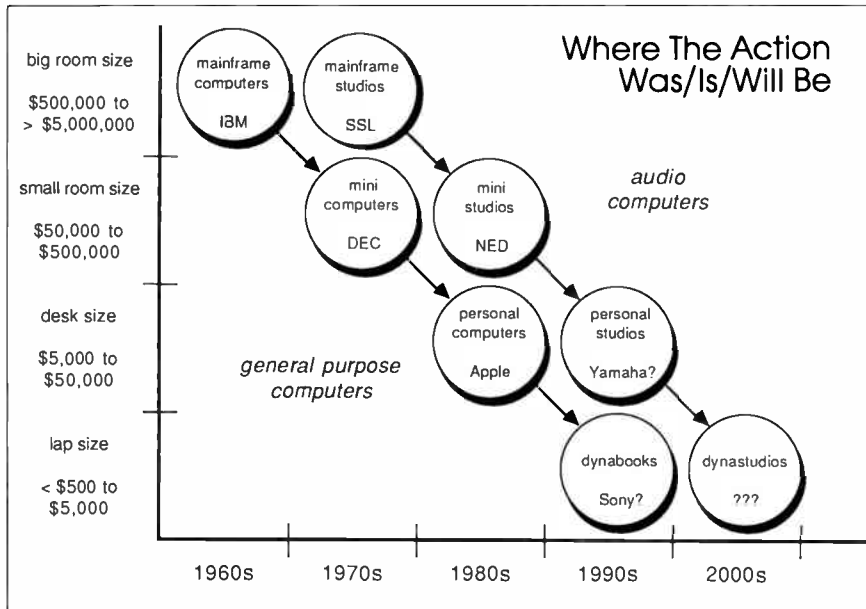 Where The Action
Was/Is/Will Be
big room size
$500,000 to
> $5,000,000
mainframe
computers
IBM
mainframe
studios
SSL
small room size
$50,000 to
$500,000
mini
computers
DEC
mini
studios
NED
audio
computers
desk size
$5,000 to
$50,000
general purpose
computers
personal
computers
Apple
personal
studios
Yamaha?
lap size
< $500 to
$5,000
dynabooks
Sony?
dynastudios
???
1960s
1970s
1980s
1990s
2000s